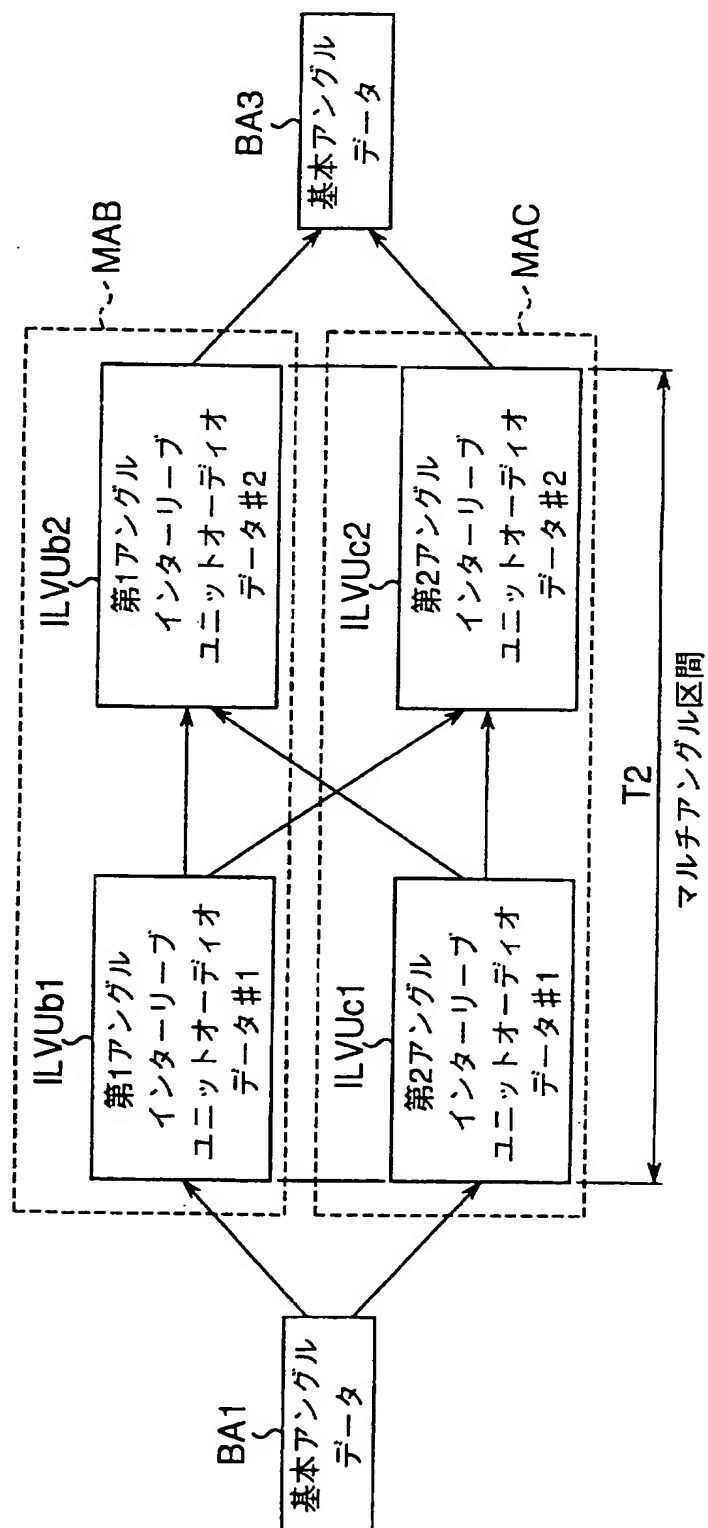 BA1
基本アングル
データ
MAB
ILVUb1
第1アングル
インターリーブ
ユニットオーディオ
データ#1
ILVUb2
第1アングル
インターリーブ
ユニットオーディオ
データ#2
MAC
ILVUc1
第2アングル
インターリーブ
ユニットオーディオ
データ#1
ILVUc2
第2アングル
インターリーブ
ユニットオーディオ
データ#2
BA3
基本アングル
データ
T2
マルチアングル区間